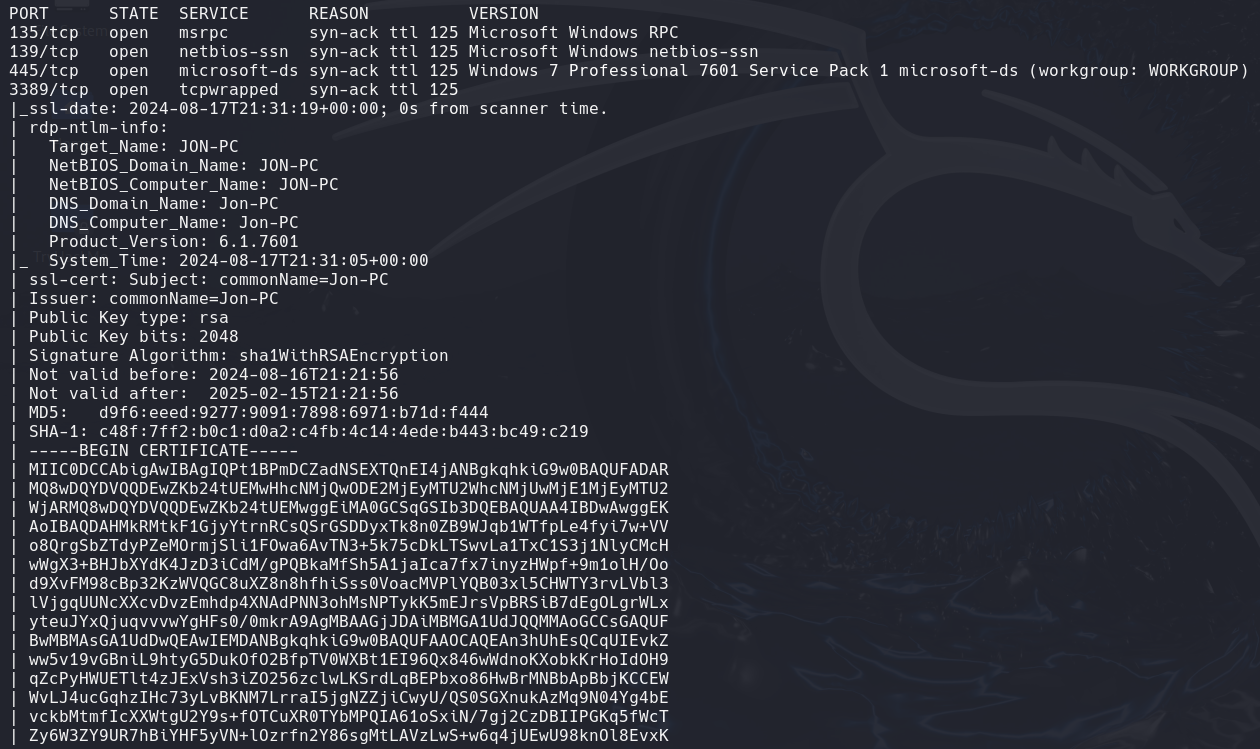 PORT      STATE  SERVICE      REASON          VERSION
135/tcp   open   msrpc        syn-ack ttl 125 Microsoft Windows RPC
139/tcp   open   netbios-ssn  syn-ack ttl 125 Microsoft Windows netbios-ssn
445/tcp   open   microsoft-ds syn-ack ttl 125 Windows 7 Professional 7601 Service Pack 1 microsoft-ds (workgroup: WORKGROUP)
3389/tcp  open   tcpwrapped   syn-ack ttl 125
|_ssl-date: 2024-08-17T21:31:19+00:00; 0s from scanner time.
| rdp-ntlm-info:
|   Target_Name: JON-PC
|   NetBIOS_Domain_Name: JON-PC
|   NetBIOS_Computer_Name: JON-PC
|   DNS_Domain_Name: Jon-PC
|   DNS_Computer_Name: Jon-PC
|   Product_Version: 6.1.7601
|_  System_Time: 2024-08-17T21:31:05+00:00
| ssl-cert: Subject: commonName=Jon-PC
| Issuer: commonName=Jon-PC
| Public Key type: rsa
| Public Key bits: 2048
| Signature Algorithm: sha1WithRSAEncryption
| Not valid before: 2024-08-16T21:21:56
| Not valid after:  2025-02-15T21:21:56
| MD5:   d9f6:eeed:9277:9091:7898:6971:b71d:f444
| SHA-1: c48f:7ff2:b0c1:d0a2:c4fb:4c14:4ede:b443:bc49:c219
| -----BEGIN CERTIFICATE-----
| MIIC0DCCAbigAwIBAgIQPt1BPmDCZadNSEXTQnEI4jANBgkqhkiG9w0BAQUFADAR
| MQ8wDQYDVQQDEwZKb24tUEMwHhcNMjQwODE2MjEyMTU2WhcNMjUwMjE1MjEyMTU2
| WjARMQ8wDQYDVQQDEwZKb24tUEMwggEiMA0GCSqGSIb3DQEBAQUAA4IBDwAwggEK
| AoIBAQDAHMkRMtkF1GjyYtrnRCsQSrGSDDyxTk8n0ZB9WJqb1WTfpLe4fyi7w+VV
| o8QrgSbZTdyPZeMOrmjSli1FOwa6AvTN3+5k75cDkLTSwvLa1TxC1S3j1NlyCMcH
| wWgX3+BHJbXYdK4JzD3iCdM/gPQBkaMfSh5A1jaIca7fx7inyzHWpf+9m1olH/Oo
| d9XvFM98cBp32KzWVQGC8uXZ8n8hfhiSss0VoacMVPlYQB03xl5CHWTY3rvLVbl3
| lVjgqUUNcXXcvDvzEmhdp4XNAdPNN3ohMsNPTykK5mEJrsVpBRSiB7dEgOLgrWLx
| yteuJYxQjuqvvvwYgHFs0/0mkrA9AgMBAAGjJDAiMBMGA1UdJQQMMAoGCCsGAQUF
| BwMBMAsGA1UdDwQEAwIEMDANBgkqhkiG9w0BAQUFAAOCAQEAn3hUhEsQCqUIEvkZ
| ww5v19vGBniL9htyG5DukOfO2BfpTV0WXBt1EI96Qx846wWdnoKXobkKrHoIdOH9
| qZcPyHWUETlt4zJExVsh3iZO256zclwLKSrdLqBEPbxo86HwBrMNBbApBbjKCCEW
| WvLJ4ucGqhzIHc73yLvBKNM7LrraI5jgNZZjiCwyU/QS0SGXnukAzMq9N04Yg4bE
| vckbMtmfIcXXWtgU2Y9s+fOTCuXR0TYbMPQIA61oSxiN/7gj2CzDBIIPGKq5fWcT
| Zy6W3ZY9UR7hBiYHF5yVN+lOzrfn2Y86sgMtLAVzLwS+w6q4jUEwU98knOl8EvxK